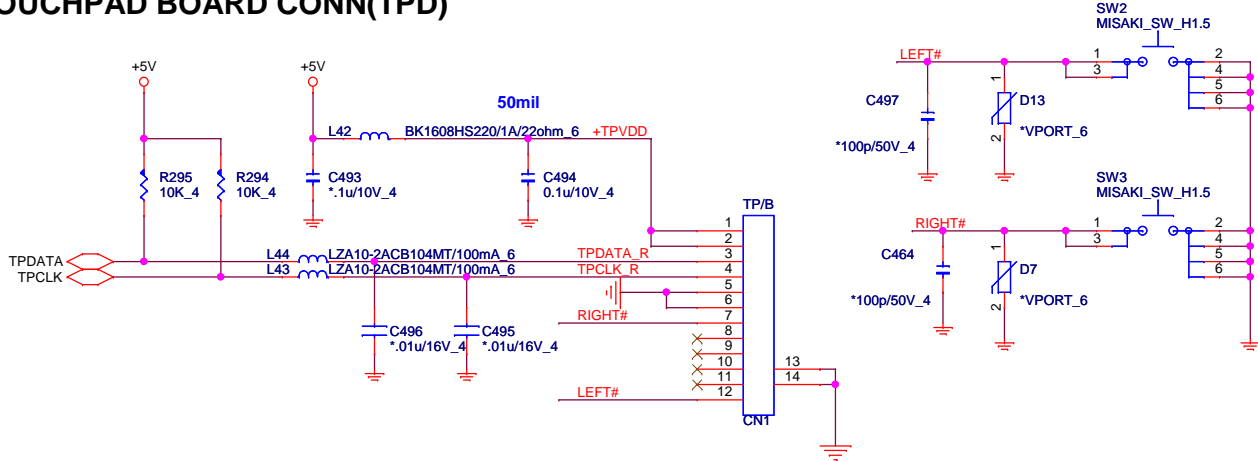 OUCHPAD BOARD CONN(TPD)
SW2
MISAKI_SW_H1.5
LEFT#
1
3
2
4
5
6
C497
*100p/50V_4
1
2
D13
*VPORT_6
+5V
+5V
50mil
L42
BK1608HS220/1A/22ohm_6
+TPVDD
R295
10K_4
R294
10K_4
C493
*.1u/10V_4
C494
0.1u/10V_4
SW3
MISAKI_SW_H1.5
RIGHT#
1
3
2
4
5
6
C464
*100p/50V_4
1
2
D7
*VPORT_6
TP/B
TPDATA
TPCLK
L44
LZA10-2ACB104MT/100mA_6
TPDATA_R
L43
LZA10-2ACB104MT/100mA_6
TPCLK_R
C496
*.01u/16V_4
C495
*.01u/16V_4
RIGHT#
LEFT#
1
2
3
4
5
6
7
8
9
10
11
12
13
14
CN1